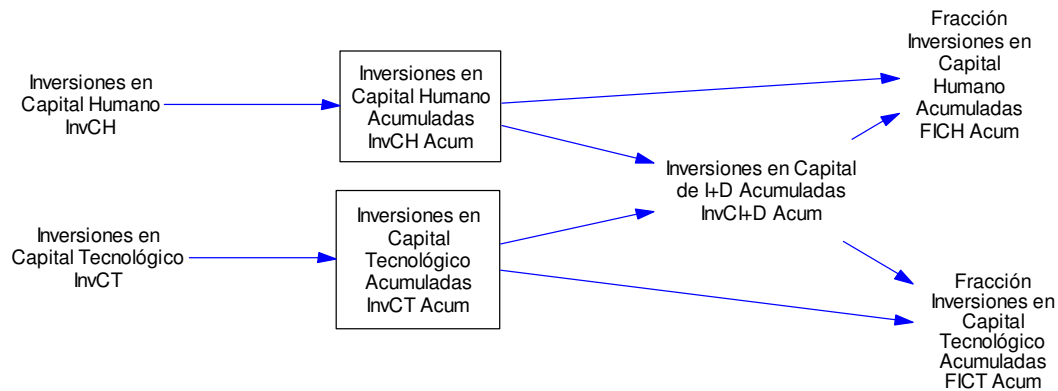 Inversiones en
Capital Humano
InvCH
Inversiones en
Capital Humano
Acumuladas
InvCH Acum
Fracción
Inversiones en
Capital
Humano
Acumuladas
FICH Acum
Inversiones en Capital
de I+D Acumuladas
InvCI+D Acum
Inversiones en
Capital Tecnológico
InvCT
Inversiones en
Capital
Tecnológico
Acumuladas
InvCT Acum
Fracción
Inversiones en
Capital
Tecnológico
Acumuladas
FICT Acum